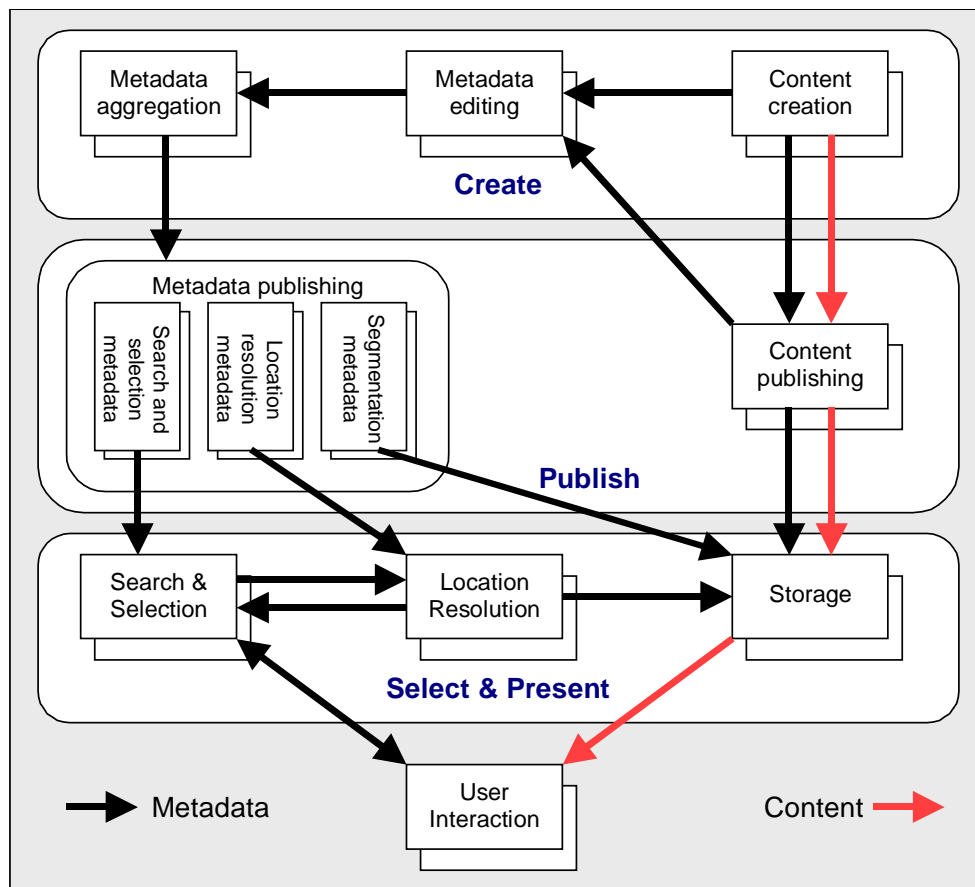 Metadata
aggregation
Metadata
editing
Content
creation
Create
Metadata publishing
Search and
selection
metadata
Location
resolution
metadata
Segmentation
metadata
Content
publishing
Publish
Search &
Selection
Location
Resolution
Storage
Select & Present
User
Interaction
Metadata
Content